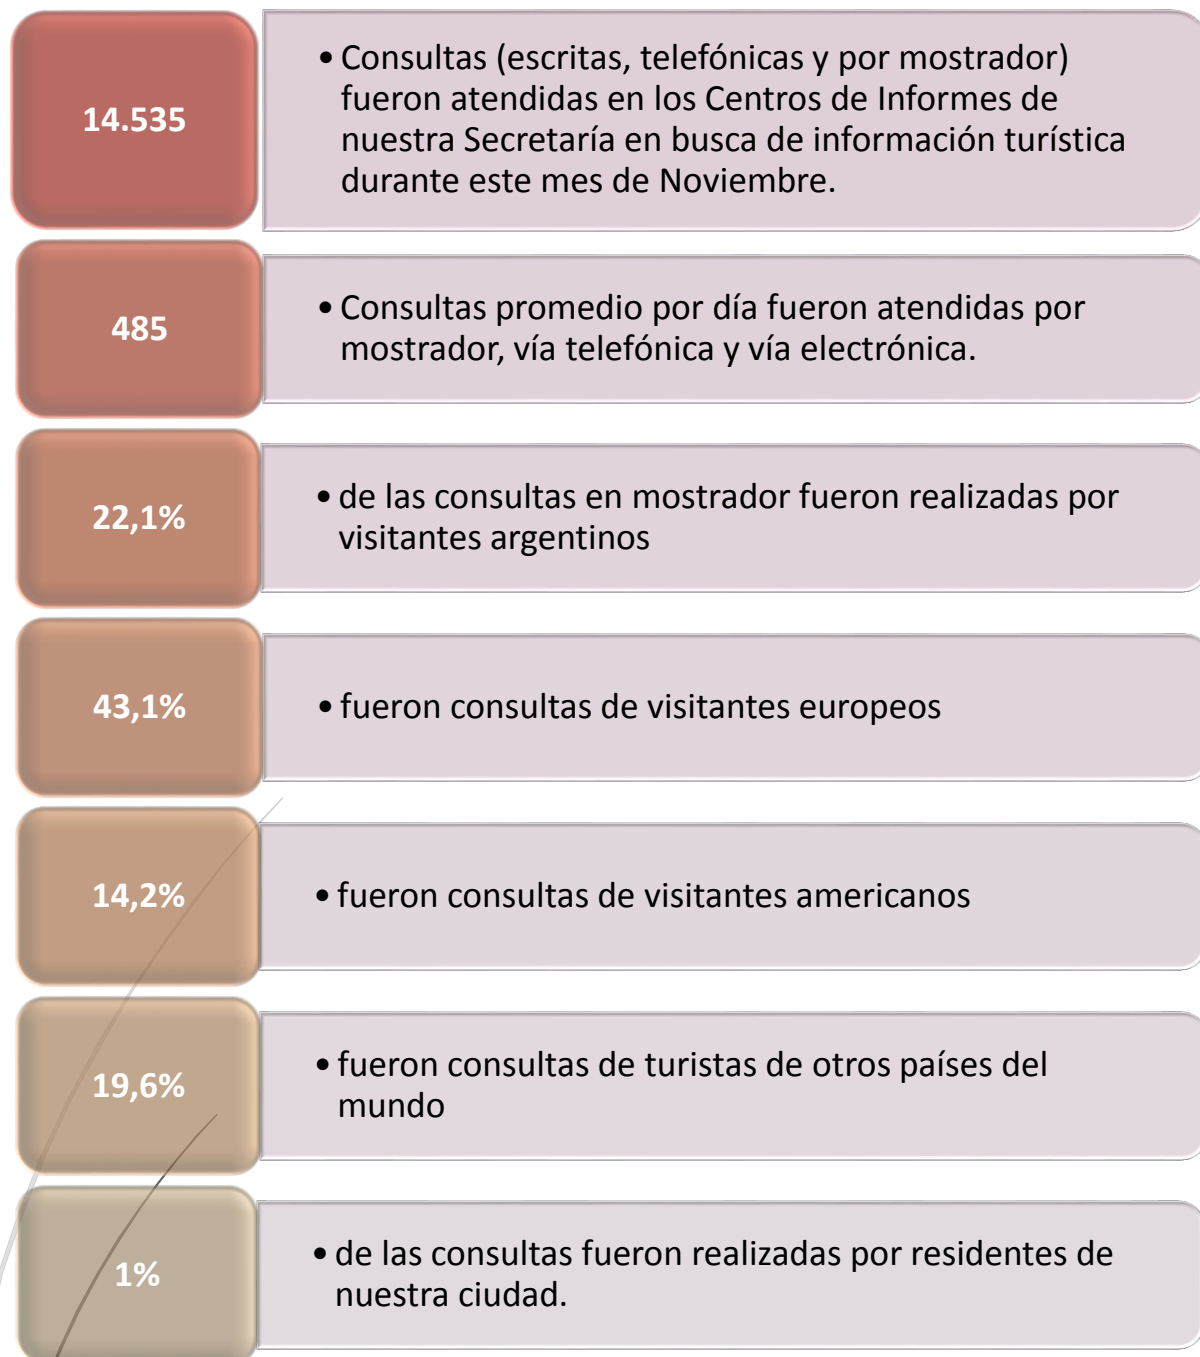 14.535
• Consultas (escritas, telefónicas y por mostrador)
fueron atendidas en los Centros de Informes de
nuestra Secretaría en busca de información turística
durante este mes de Noviembre.
485
• Consultas promedio por día fueron atendidas por
mostrador, vía telefónica y vía electrónica.
22,1%
• de las consultas en mostrador fueron realizadas por
visitantes argentinos
43,1%
• fueron consultas de visitantes europeos
14,2%
• fueron consultas de visitantes americanos
19,6%
• fueron consultas de turistas de otros países del
mundo
1%
• de las consultas fueron realizadas por residentes de
nuestra ciudad.